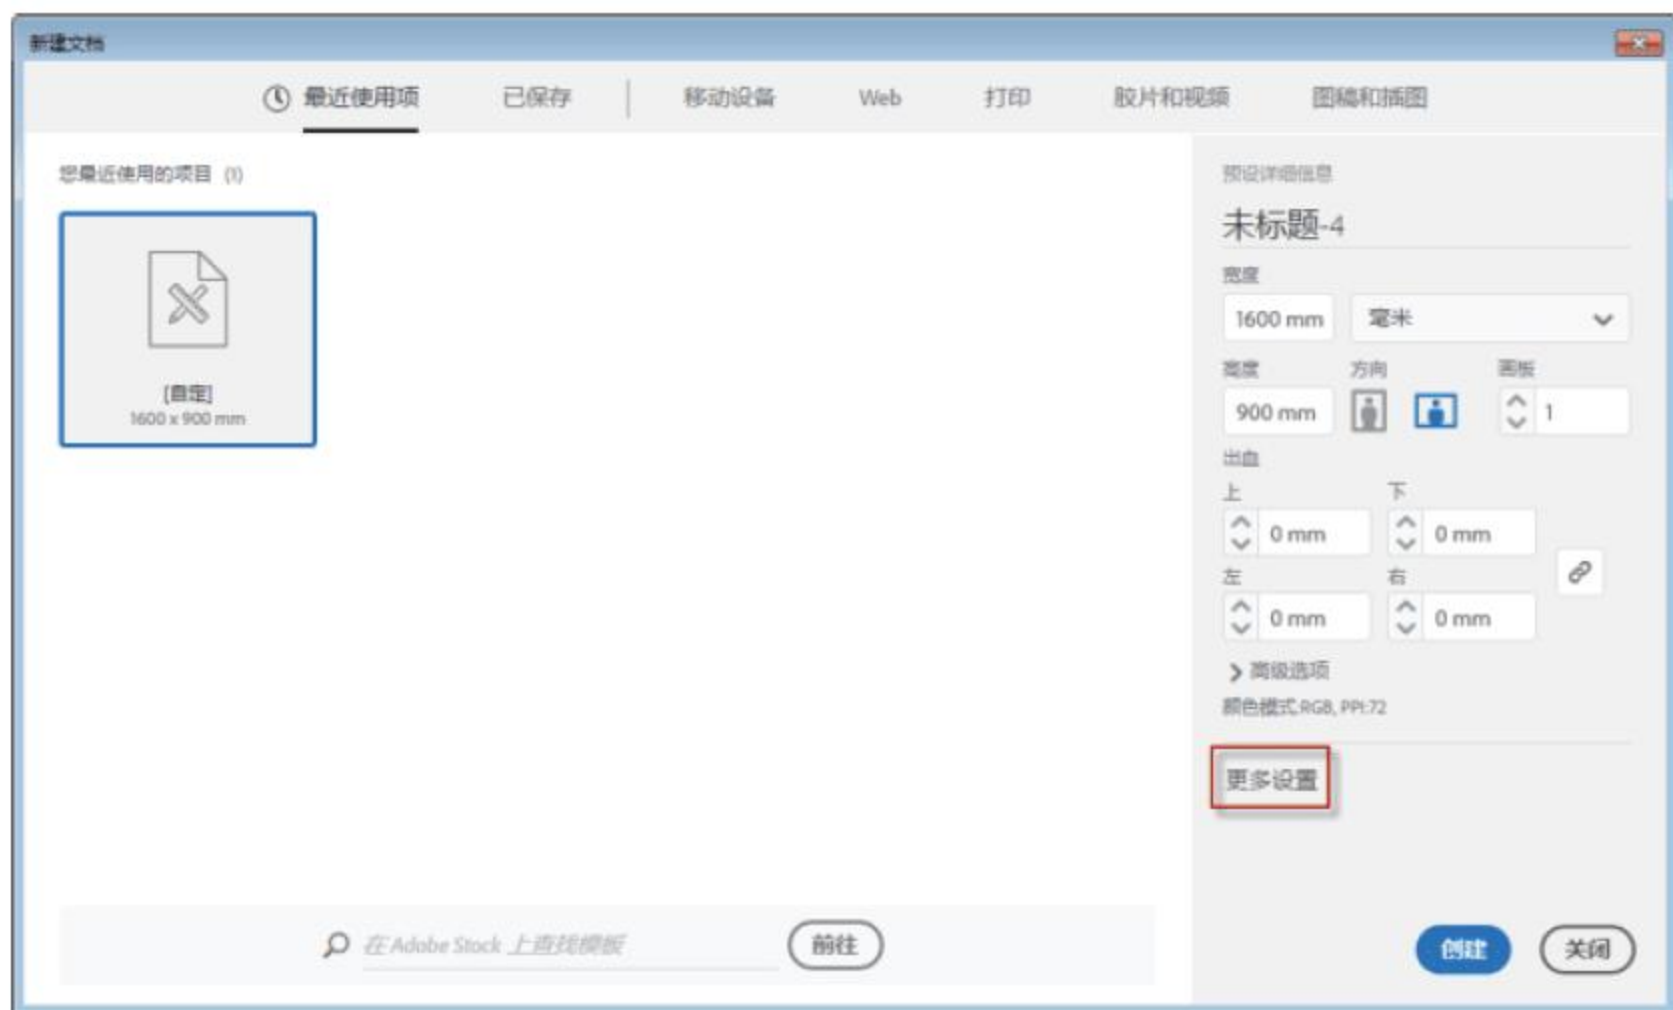 新建文档
最近使用项 已保存 移动设备 Web 打印 胶片和视频 图稿和插图
您最近使用的项目 (1)
[自定]
1600 x 900 mm
预设详细信息
未标题-4
宽度
1600 mm 毫米
高度 方向 画板
900 mm 1
出血
上 下
0 mm 0 mm
左 右
0 mm 0 mm
高级选项
颜色模式:RGB, PPI:72
更多设置
在 Adobe Stock 上查找模板 前往
创建 关闭